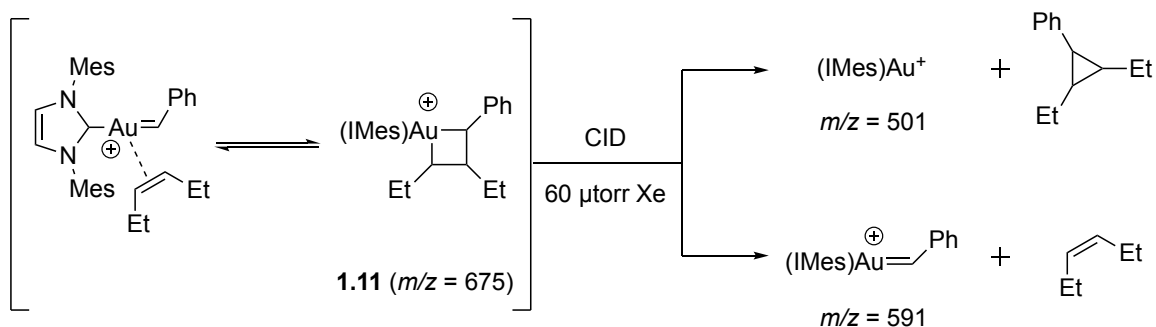 Mes
N
Ph
Au
⊕
N
Mes
Et
Et
⊕
Ph
(IMes)Au
Et
Et
1.11 (m/z = 675)
CID
60 µtorr Xe
(IMes)Au+
+
m/z = 501
Ph
Et
Et
⊕
Ph
(IMes)Au
+
m/z = 591
Et
Et